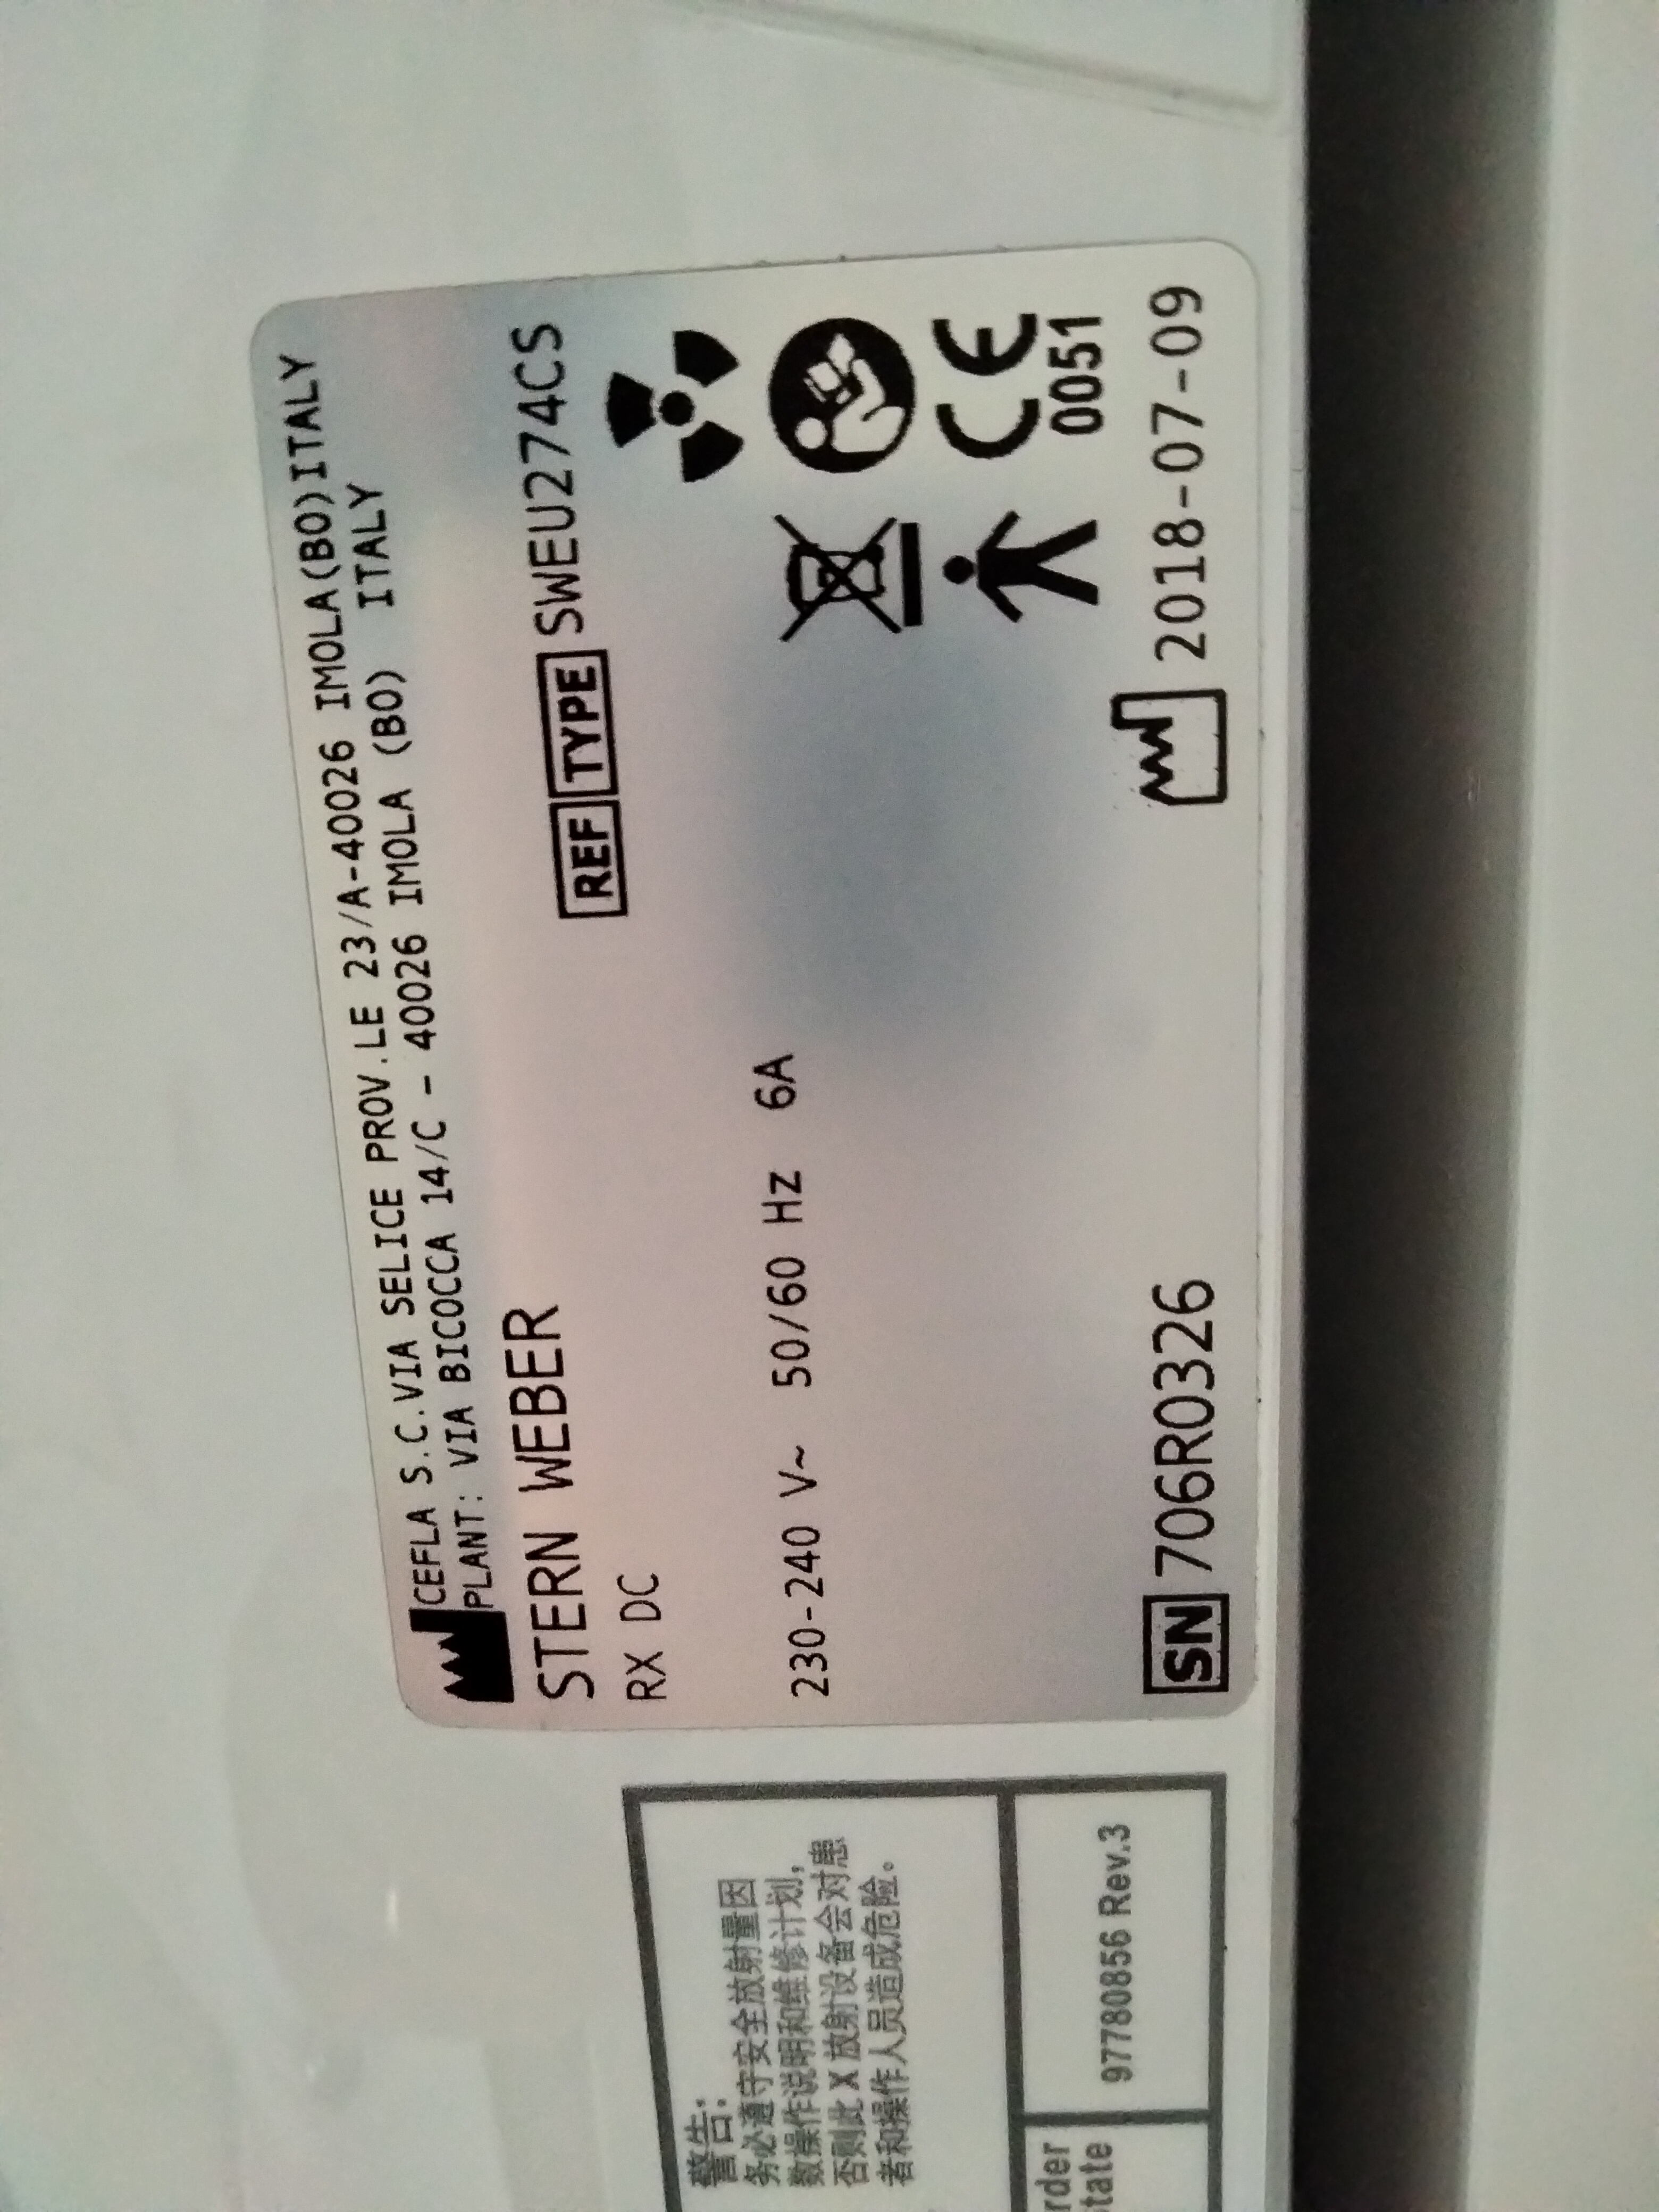 CEFLA S.C.VIA SELICE PROV.LE 23/A-40026 IMOLA(BO)ITALY
PLANT: VIA BICOCCA 14/C - 40026 IMOLA (BO) ITALY
STERN WEBER
REF TYPE SWEU274CS
RX DC
230-240 V~ 50/60 Hz 6A
CE
0051
SN 706R0326
2018-07-09
警告:
务必遵守安全放射量因
数操作说明和维修计划,
否则此 X 放射设备会对患
者和操作人员造成危险。
97780856 Rev.3